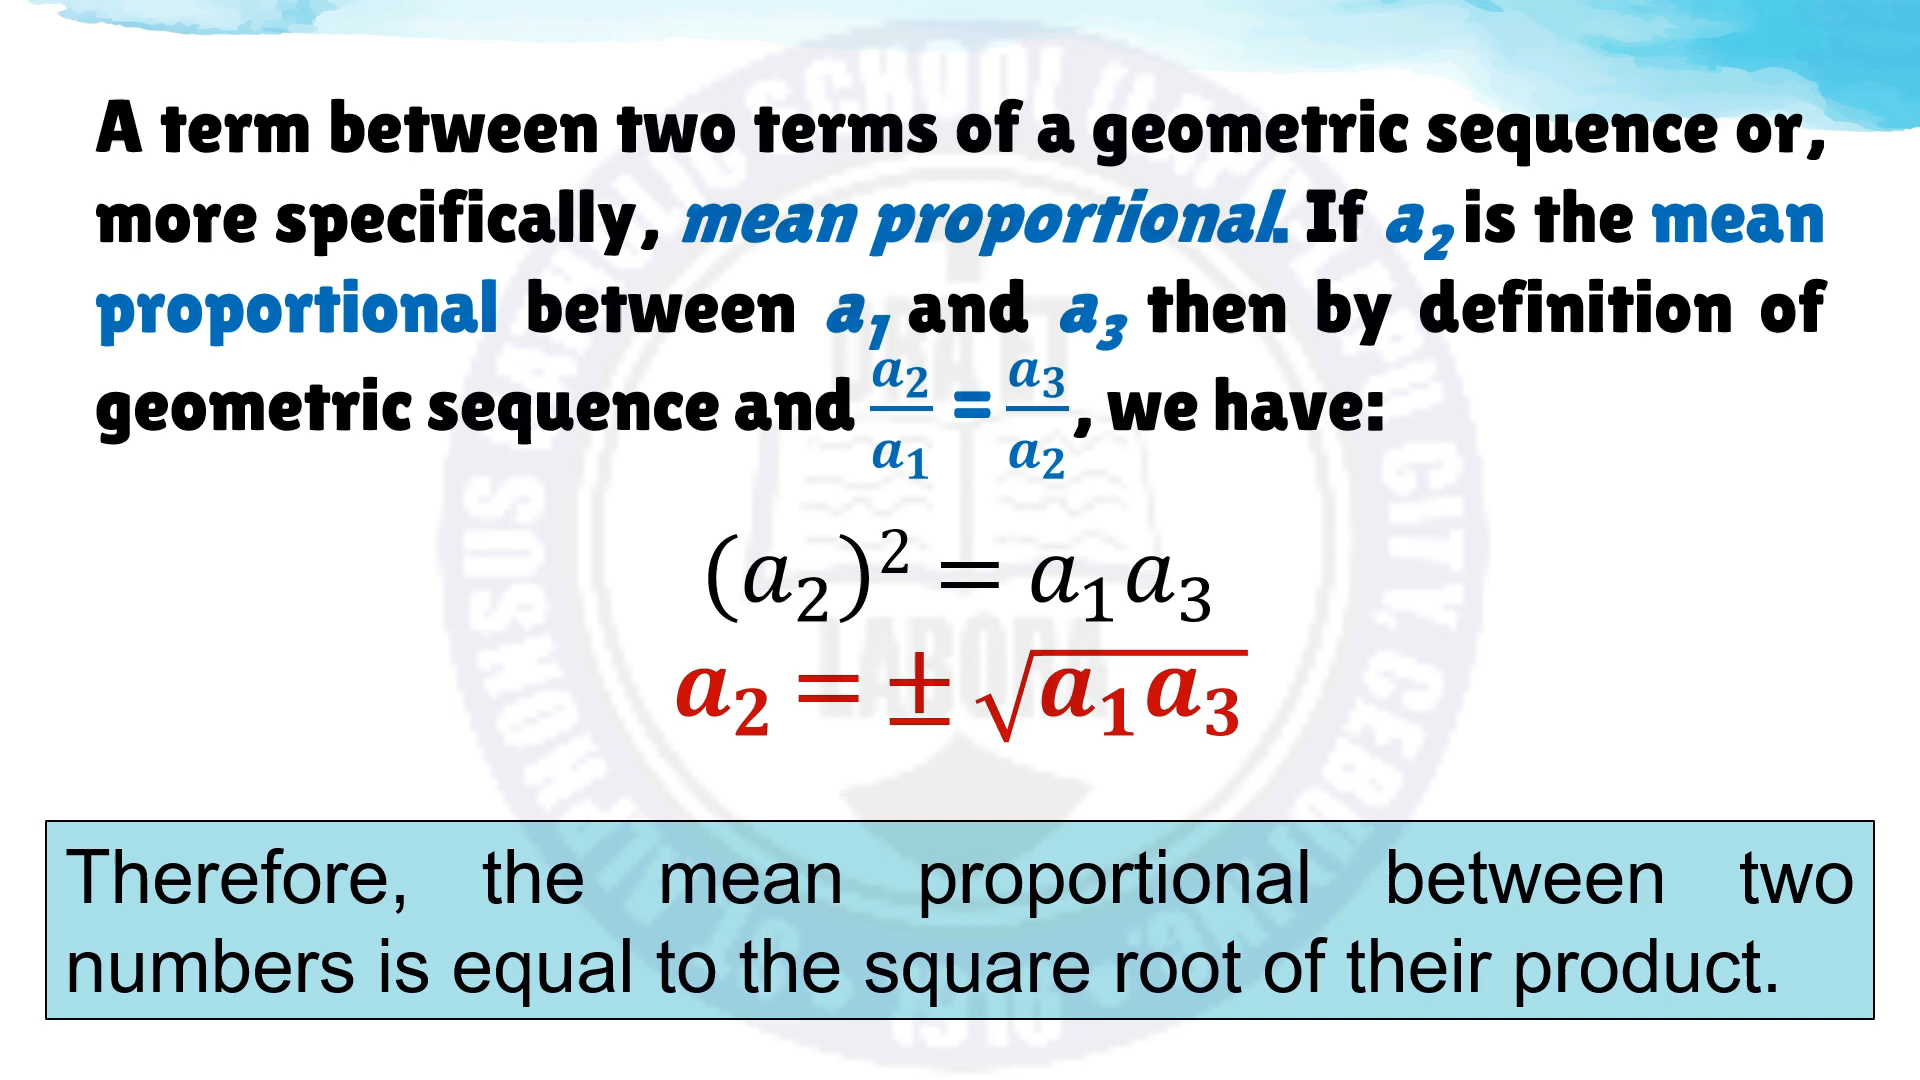 A term between two terms of a geometric sequence or,
more specifically, mean proportional. If a₂ is the mean
proportional between a₁ and a₃ then by definition of
geometric sequence and a₂/a₁ = a₃/a₂, we have:
(a₂)² = a₁a₃
a₂ = ± √a₁a₃
Therefore, the mean proportional between two
numbers is equal to the square root of their product.